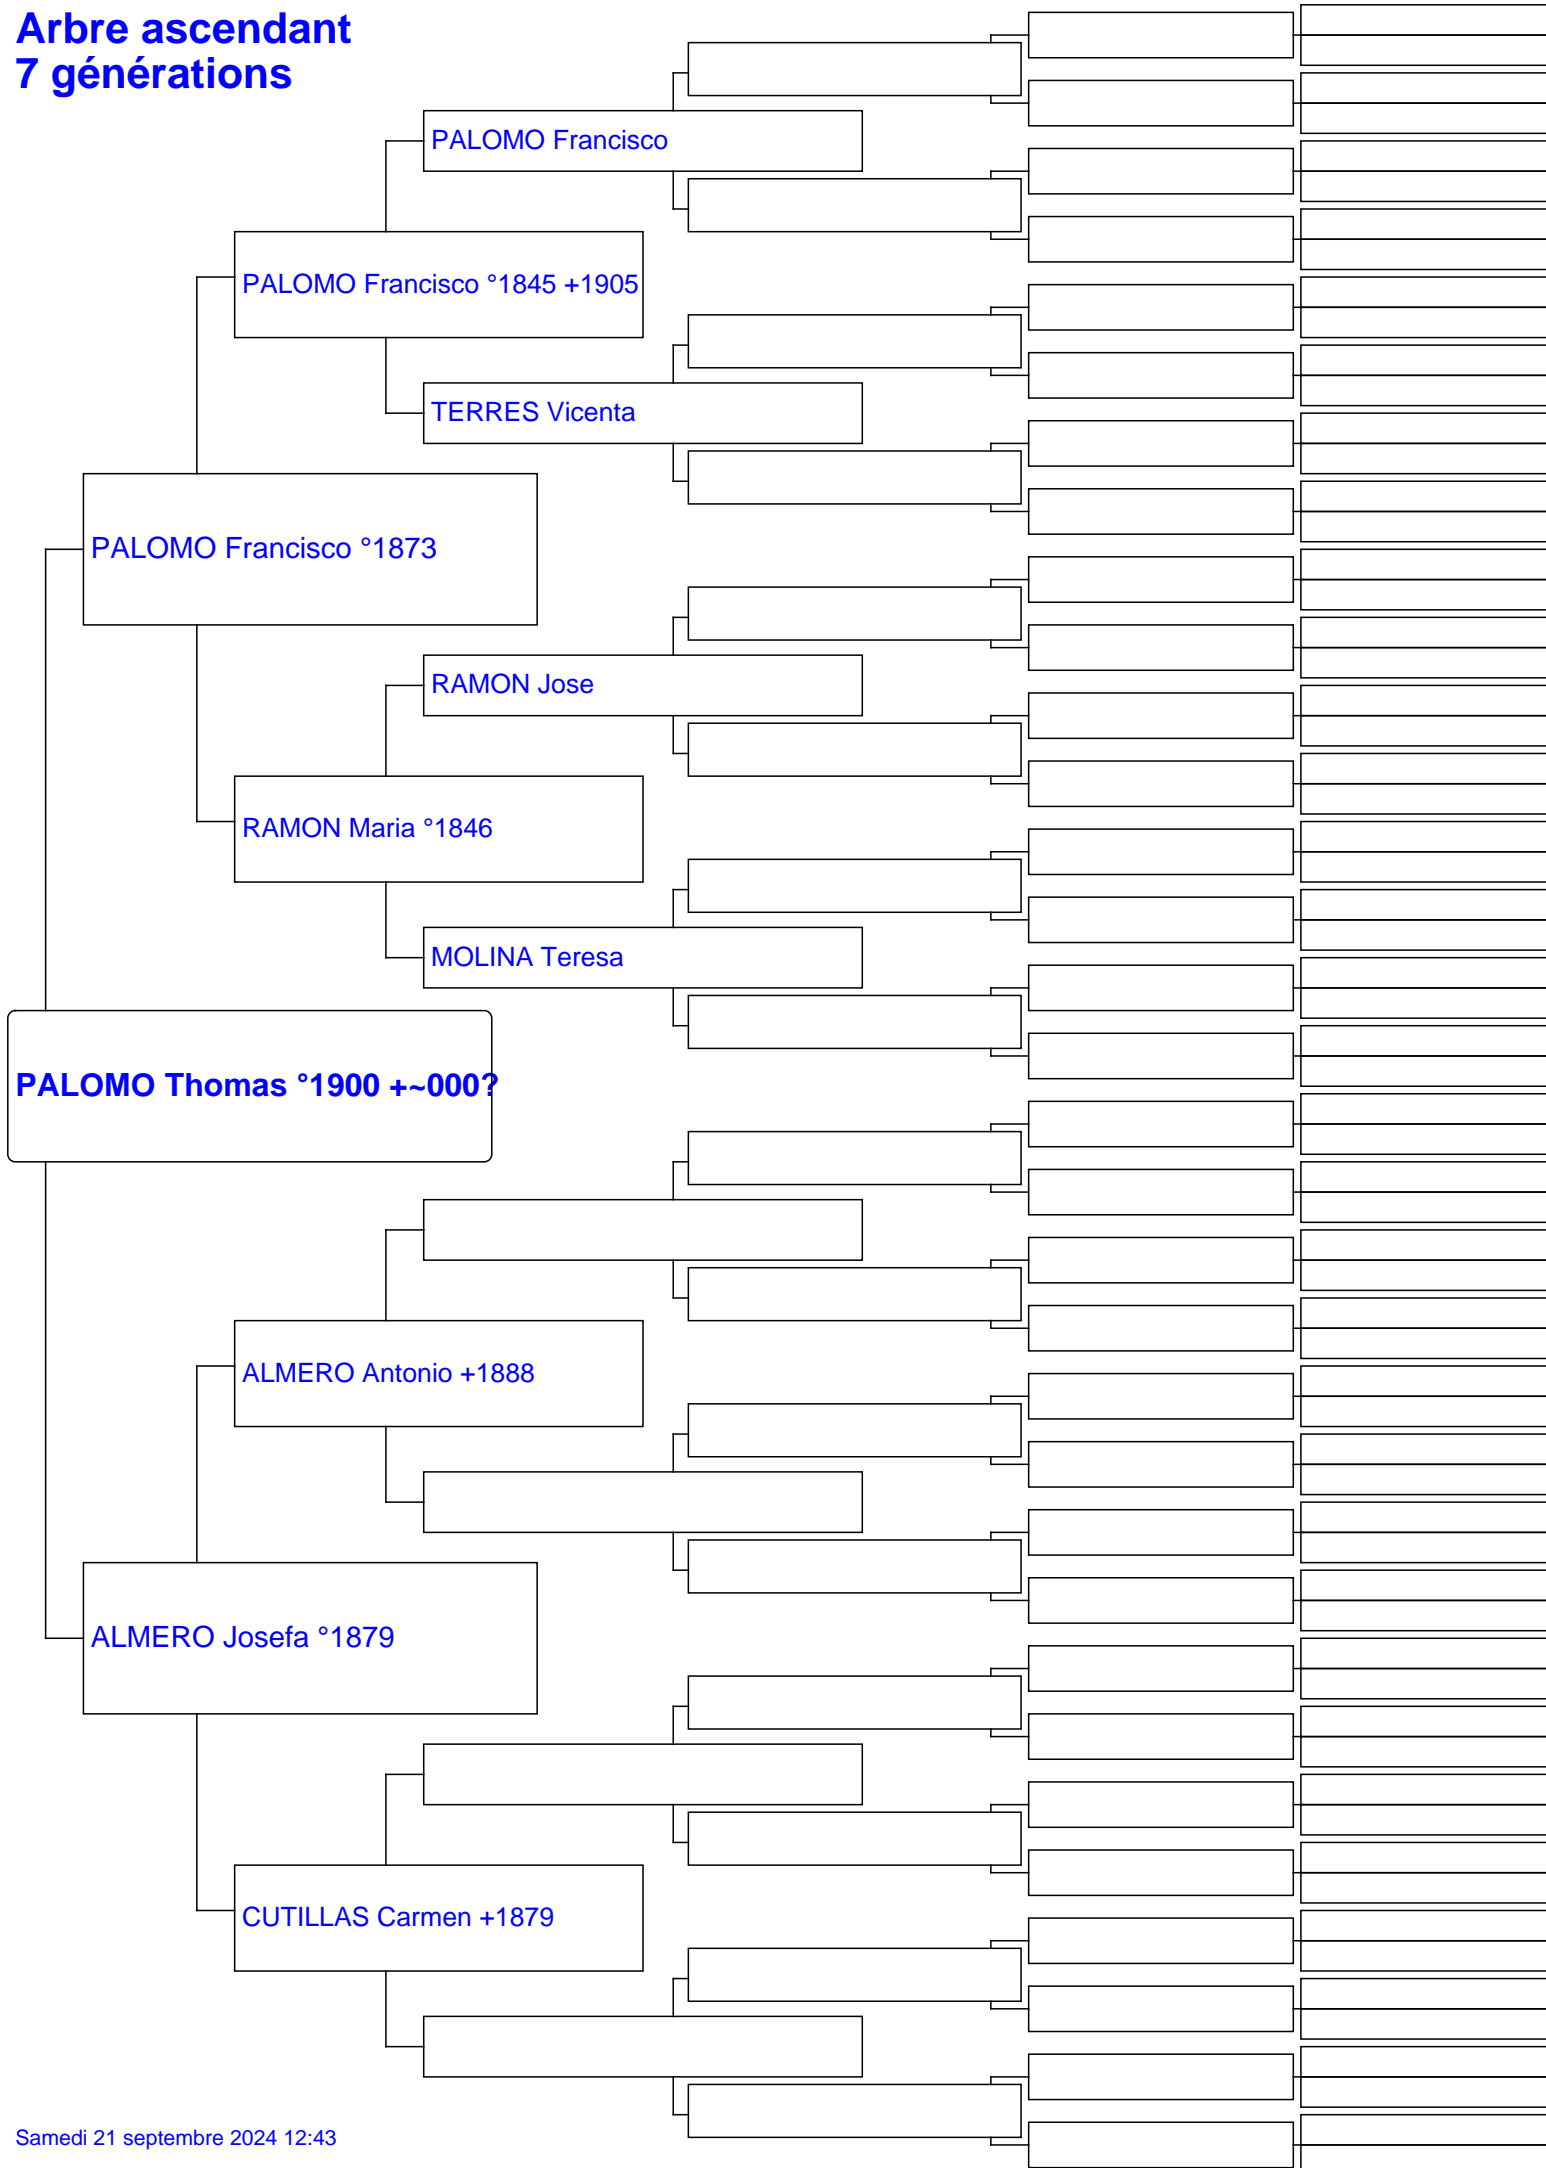 Arbre ascendant
7 générations
PALOMO Francisco
PALOMO Francisco °1845 +1905
TERRES Vicenta
PALOMO Francisco °1873
RAMON Jose
RAMON Maria °1846
MOLINA Teresa
PALOMO Thomas °1900 +~000?
ALMERO Antonio +1888
ALMERO Josefa °1879
CUTILLAS Carmen +1879
Samedi 21 septembre 2024 12:43